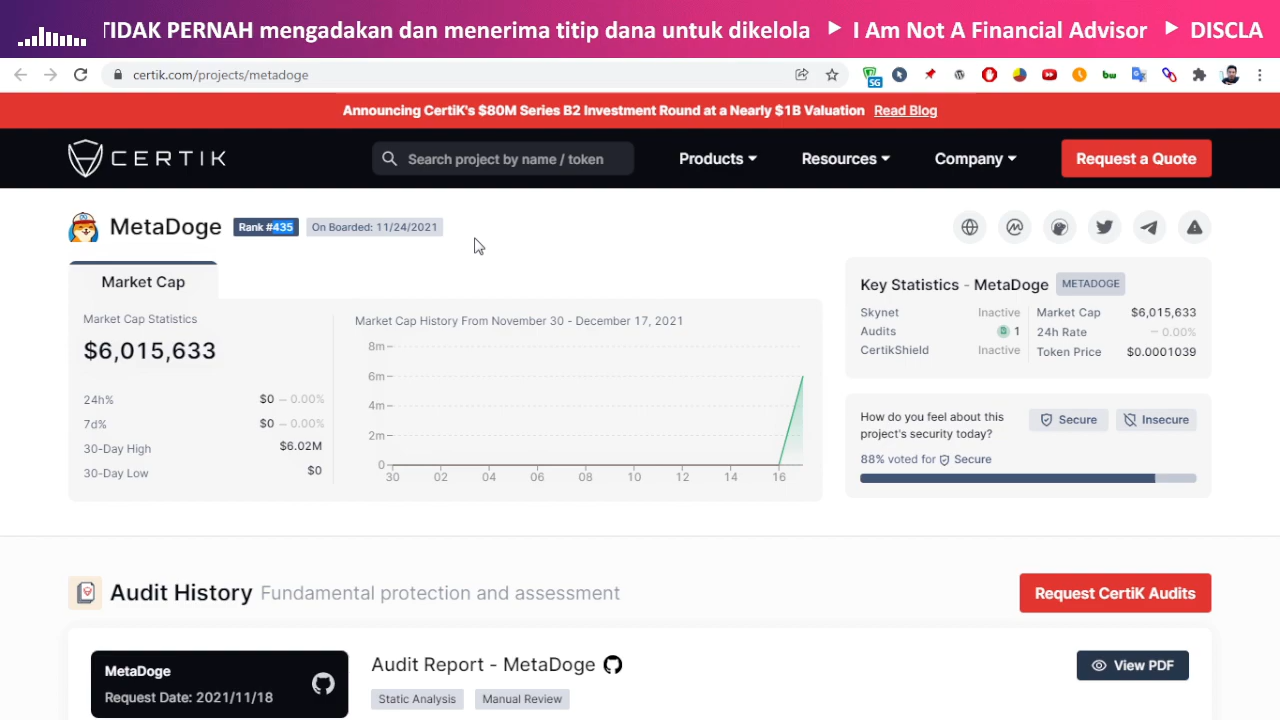 TIDAK PERNAH mengadakan dan menerima titip dana untuk dikelola ▶ I Am Not A Financial Advisor ▶ DISCLA
certik.com/projects/metadoge
SG
bw
Announcing CertiK's $80M Series B2 Investment Round at a Nearly $1B Valuation Read Blog
CERTIK
Search project by name / token
Products
Resources
Company
Request a Quote
MetaDoge
Rank #435
On Boarded: 11/24/2021
Market Cap
Market Cap Statistics
$6,015,633
24h% $0 – 0.00%
7d% $0 – 0.00%
30-Day High $6.02M
30-Day Low $0
Market Cap History From November 30 - December 17, 2021
8m
6m
4m
2m
0
30 02 04 06 08 10 12 14 16
Key Statistics - MetaDoge METADOGE
Skynet Inactive Market Cap $6,015,633
Audits 1 24h Rate – 0.00%
CertikShield Inactive Token Price $0.0001039
How do you feel about this
project's security today?
Secure
Insecure
88% voted for Secure
Audit History Fundamental protection and assessment
Request CertiK Audits
MetaDoge
Request Date: 2021/11/18
Audit Report - MetaDoge
Static Analysis
Manual Review
View PDF